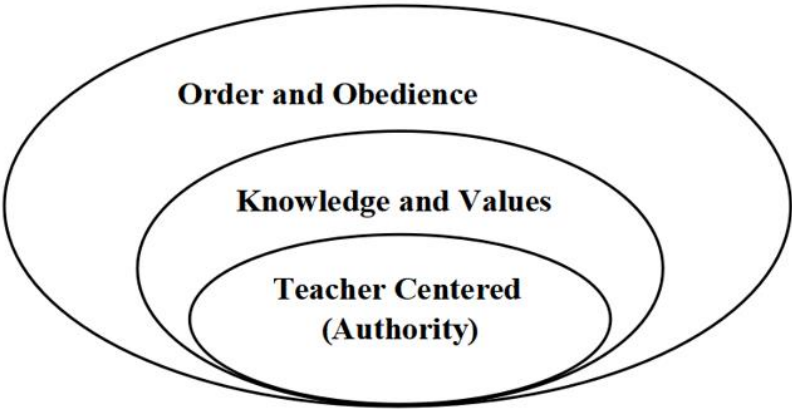 Order and Obedience
Knowledge and Values
Teacher Centered
(Authority)